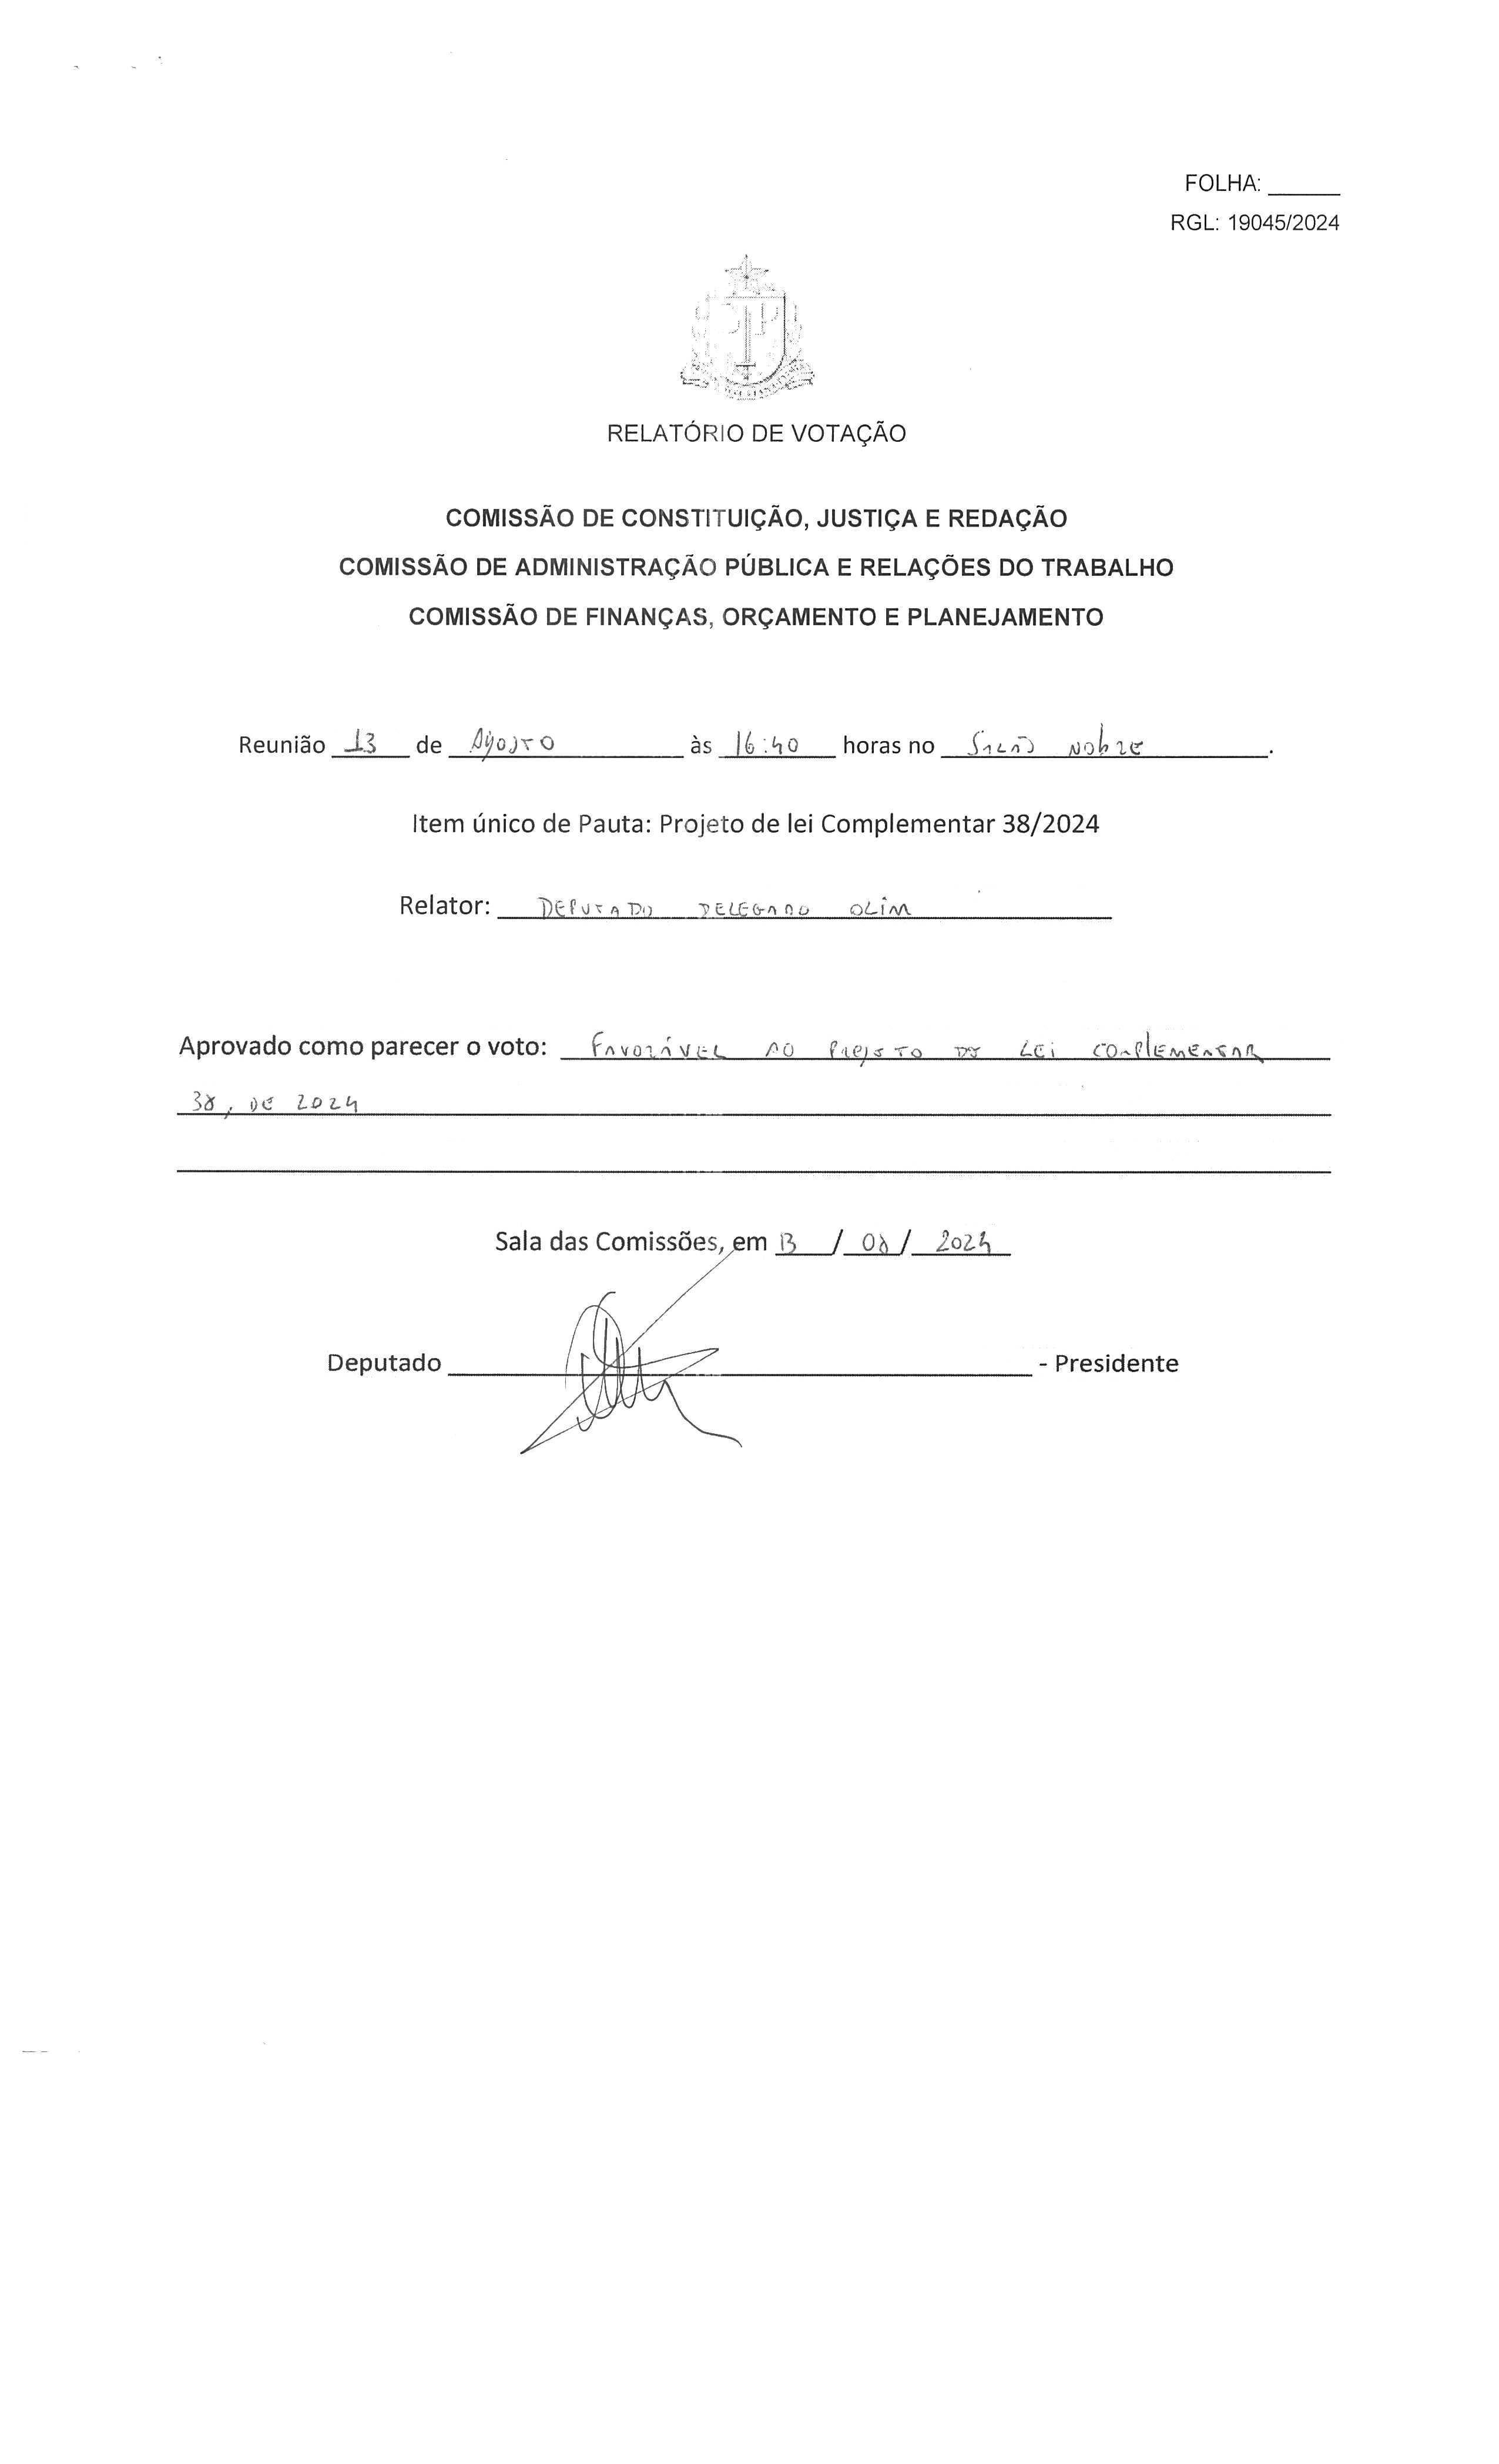 FOLHA: ______
RGL: 19045/2024
RELATÓRIO DE VOTAÇÃO
COMISSÃO DE CONSTITUIÇÃO, JUSTIÇA E REDAÇÃO
COMISSÃO DE ADMINISTRAÇÃO PÚBLICA E RELAÇÕES DO TRABALHO
COMISSÃO DE FINANÇAS, ORÇAMENTO E PLANEJAMENTO
Reunião 13 de Agosto às 16:40 horas no Salão Nobre.
Item único de Pauta: Projeto de lei Complementar 38/2024
Relator: DEPUTADO DELEGADO OLIM
Aprovado como parecer o voto: FAVORÁVEL AO PROJETO DE LEI COMPLEMENTAR
38, DE 2024
Sala das Comissões, em 13 / 08 / 2024
Deputado ______ - Presidente